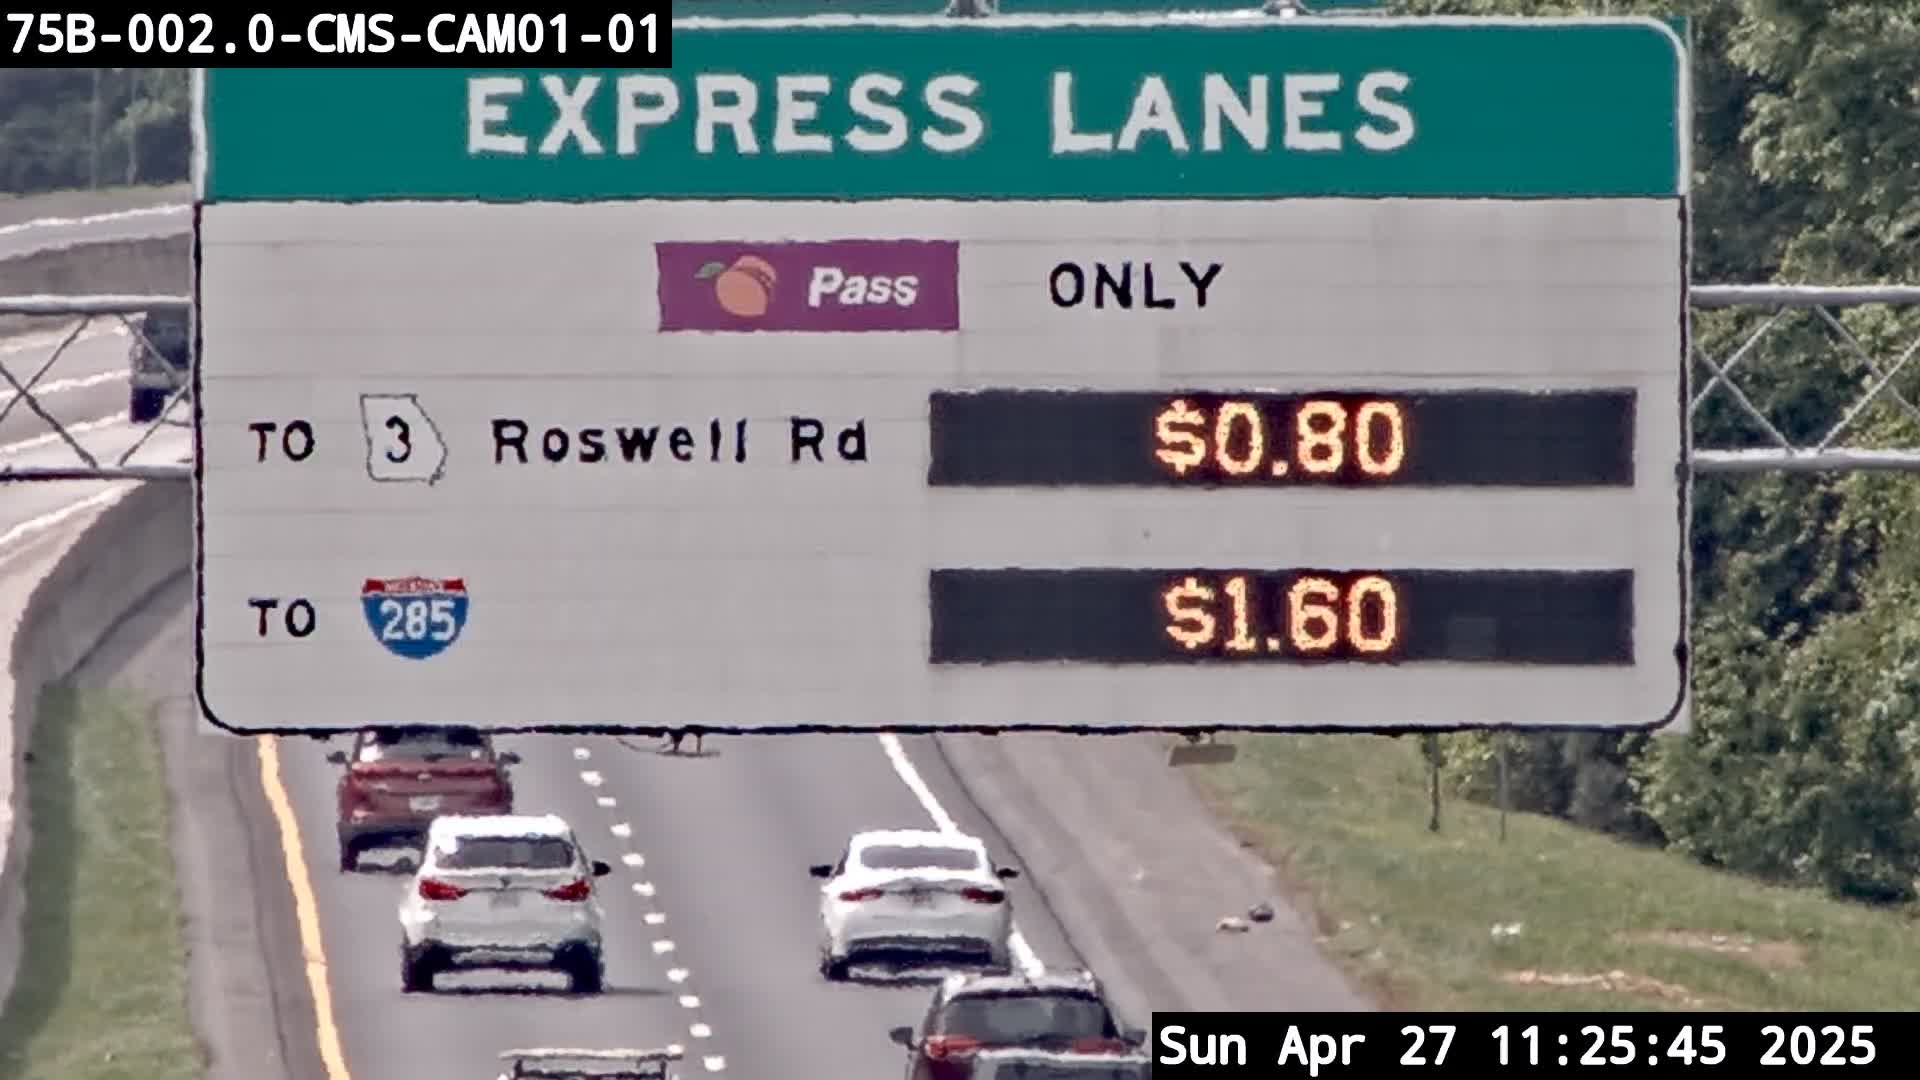 75B-002.0-CMS-CAM01-01
EXPRESS LANES
Pass ONLY
TO 3 Roswell Rd $0.80
TO INTERSTATE 285 $1.60
Sun Apr 27 11:25:45 2025